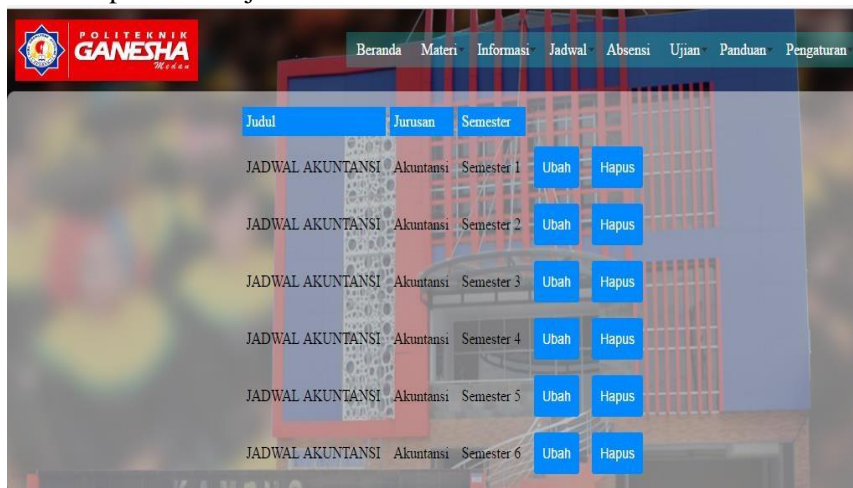 POLITEKNIK
GANESHA
Medan
Beranda Materi Informasi Jadwal Absensi Ujian Panduan Pengaturan
Judul Jurusan Semester
JADWAL AKUNTANSI Akuntansi Semester 1 Ubah Hapus
JADWAL AKUNTANSI Akuntansi Semester 2 Ubah Hapus
JADWAL AKUNTANSI Akuntansi Semester 3 Ubah Hapus
JADWAL AKUNTANSI Akuntansi Semester 4 Ubah Hapus
JADWAL AKUNTANSI Akuntansi Semester 5 Ubah Hapus
JADWAL AKUNTANSI Akuntansi Semester 6 Ubah Hapus